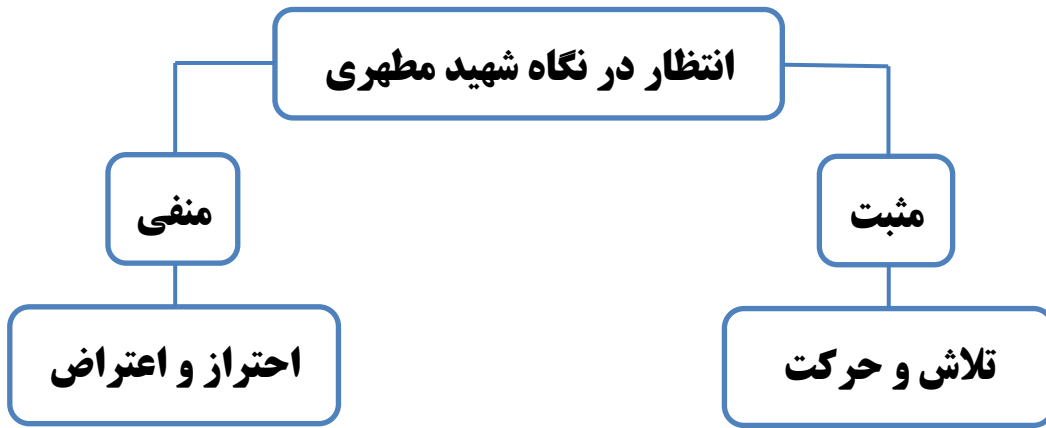 انتظار در نگاه شهید مطهری
مثبت
منفی
تلاش و حرکت
احتراز و اعتراض